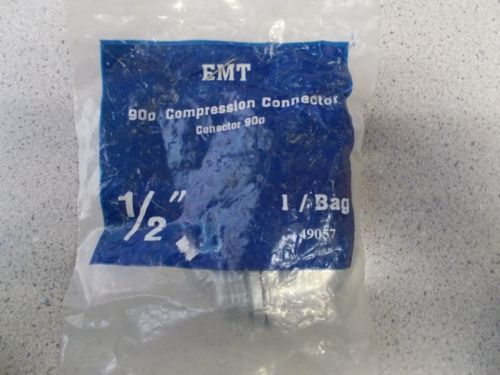 EMT
90o Compression Connector
Conector 90o
1/2" 1 / Bag
49057